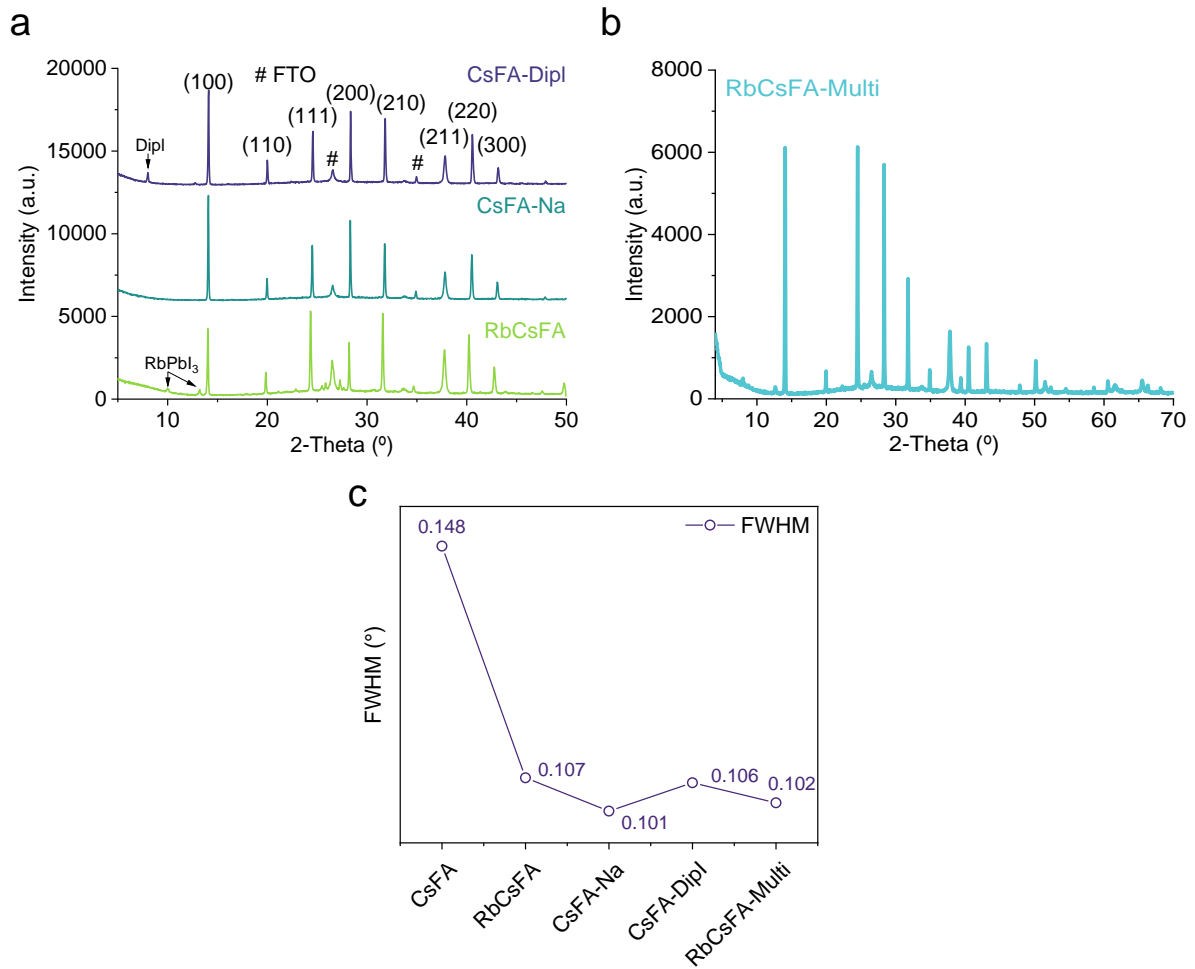 a
20000
15000
10000
5000
0
Intensity (a.u.)
(100)
# FTO
CsFA-DipI
(200)
(111)
(210)
(220)
DipI
(110)
#
#
(211)
(300)
CsFA-Na
RbCsFA
RbPbI₃
10
20
30
40
50
2-Theta (º)
b
8000
6000
4000
2000
0
Intensity (a.u.)
RbCsFA-Multi
10
20
30
40
50
60
70
2-Theta (º)
c
FWHM (°)
FWHM
0.148
0.107
0.101
0.106
0.102
CsFA
RbCsFA
CsFA-Na
CsFA-DipI
RbCsFA-Multi